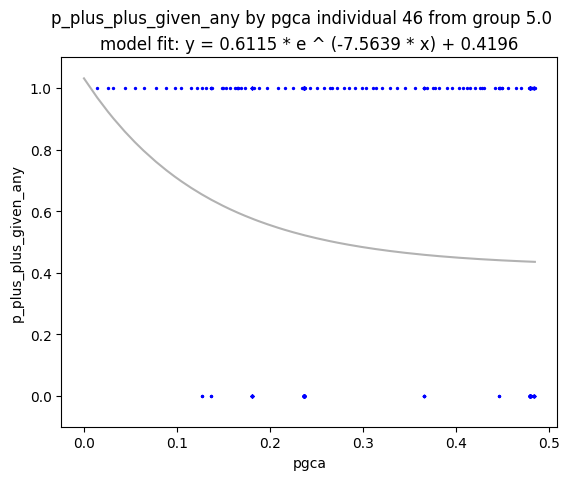 p_plus_plus_given_any by pgca individual 46 from group 5.0
model fit: y = 0.6115 * e ^ (-7.5639 * x) + 0.4196
p_plus_plus_given_any
1.0
0.8
0.6
0.4
0.2
0.0
0.0 0.1 0.2 0.3 0.4 0.5
pgca